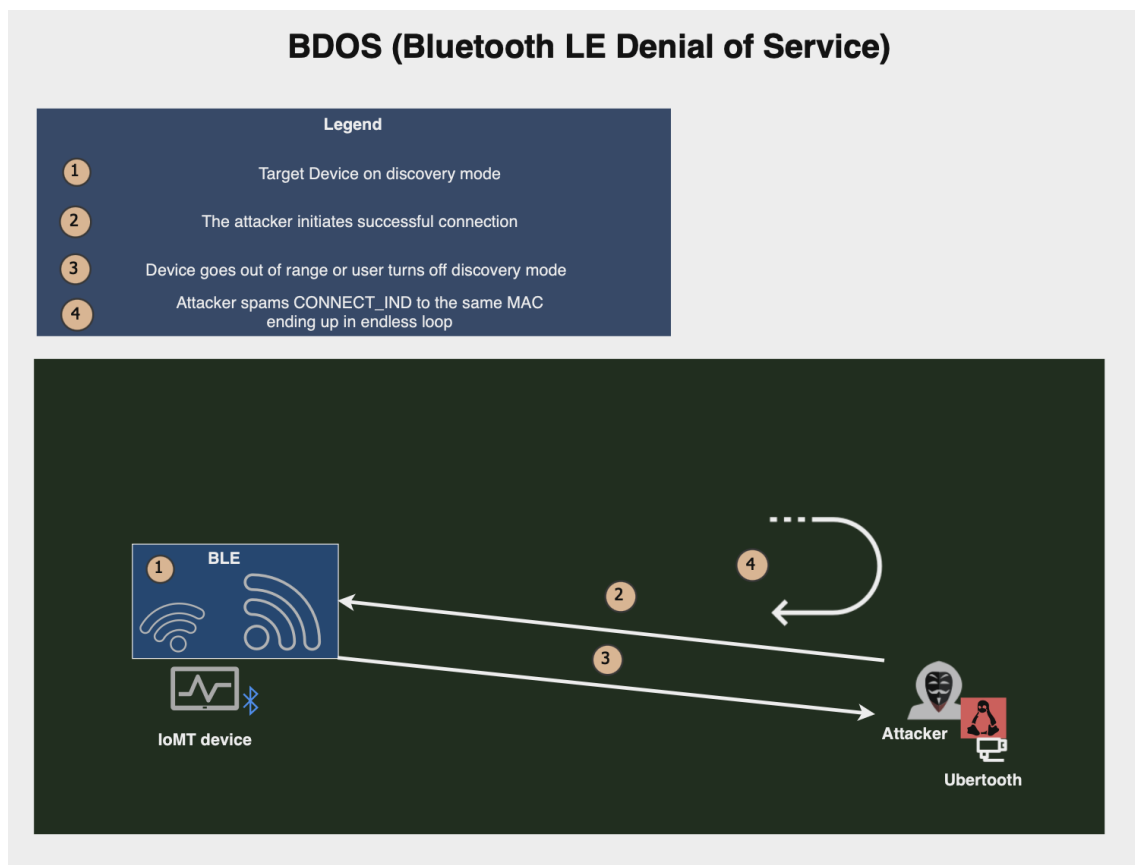 BDOS (Bluetooth LE Denial of Service)
Legend
1
Target Device on discovery mode
2
The attacker initiates successful connection
3
Device goes out of range or user turns off discovery mode
4
Attacker spams CONNECT_IND to the same MAC
ending up in endless loop
1
BLE
4
2
3
IoMT device
Attacker
Ubertooth